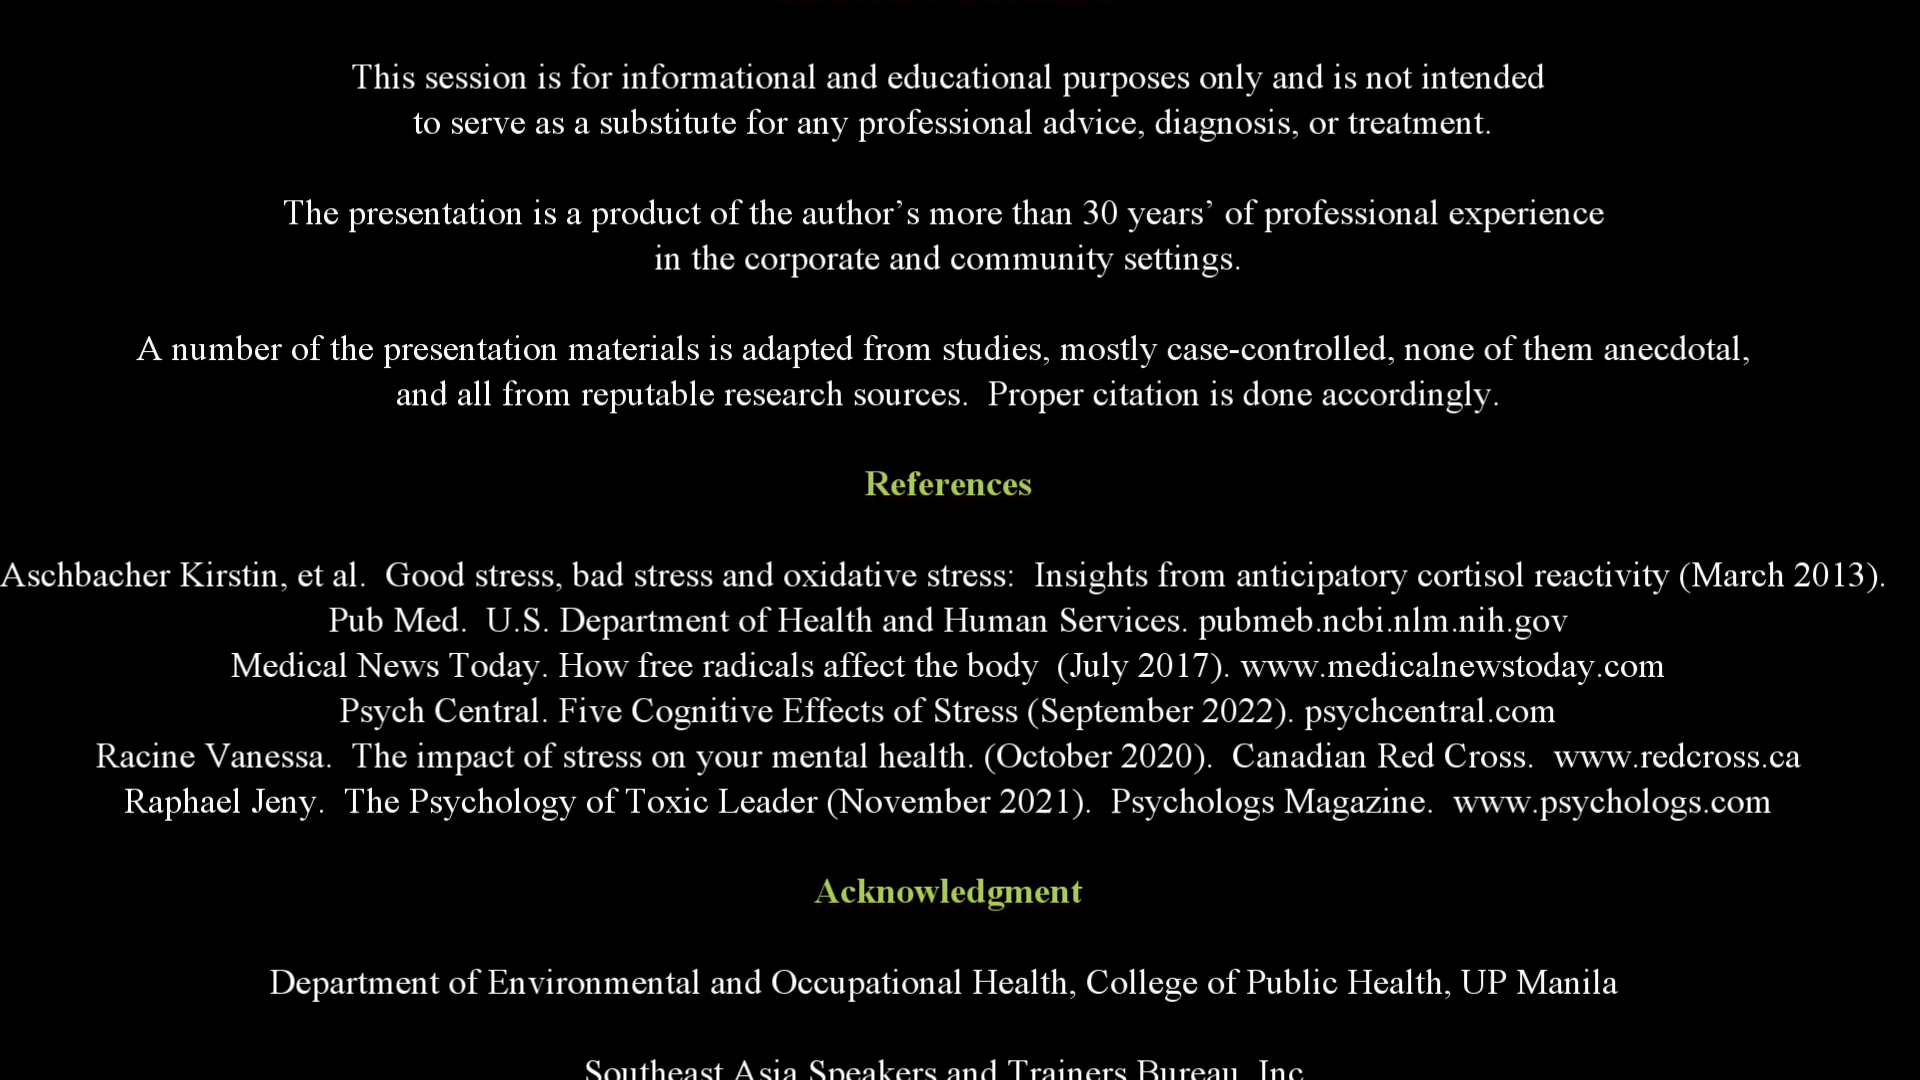 This session is for informational and educational purposes only and is not intended
to serve as a substitute for any professional advice, diagnosis, or treatment.
The presentation is a product of the author’s more than 30 years’ of professional experience
in the corporate and community settings.
A number of the presentation materials is adapted from studies, mostly case-controlled, none of them anecdotal,
and all from reputable research sources.  Proper citation is done accordingly.
References
Aschbacher Kirstin, et al.  Good stress, bad stress and oxidative stress:  Insights from anticipatory cortisol reactivity (March 2013).
Pub Med.  U.S. Department of Health and Human Services. pubmeb.ncbi.nlm.nih.gov
Medical News Today. How free radicals affect the body  (July 2017). www.medicalnewstoday.com
Psych Central. Five Cognitive Effects of Stress (September 2022). psychcentral.com
Racine Vanessa.  The impact of stress on your mental health. (October 2020).  Canadian Red Cross.  www.redcross.ca
Raphael Jeny.  The Psychology of Toxic Leader (November 2021).  Psychologs Magazine.  www.psychologs.com
Acknowledgment
Department of Environmental and Occupational Health, College of Public Health, UP Manila
Southeast Asia Speakers and Trainers Bureau, Inc